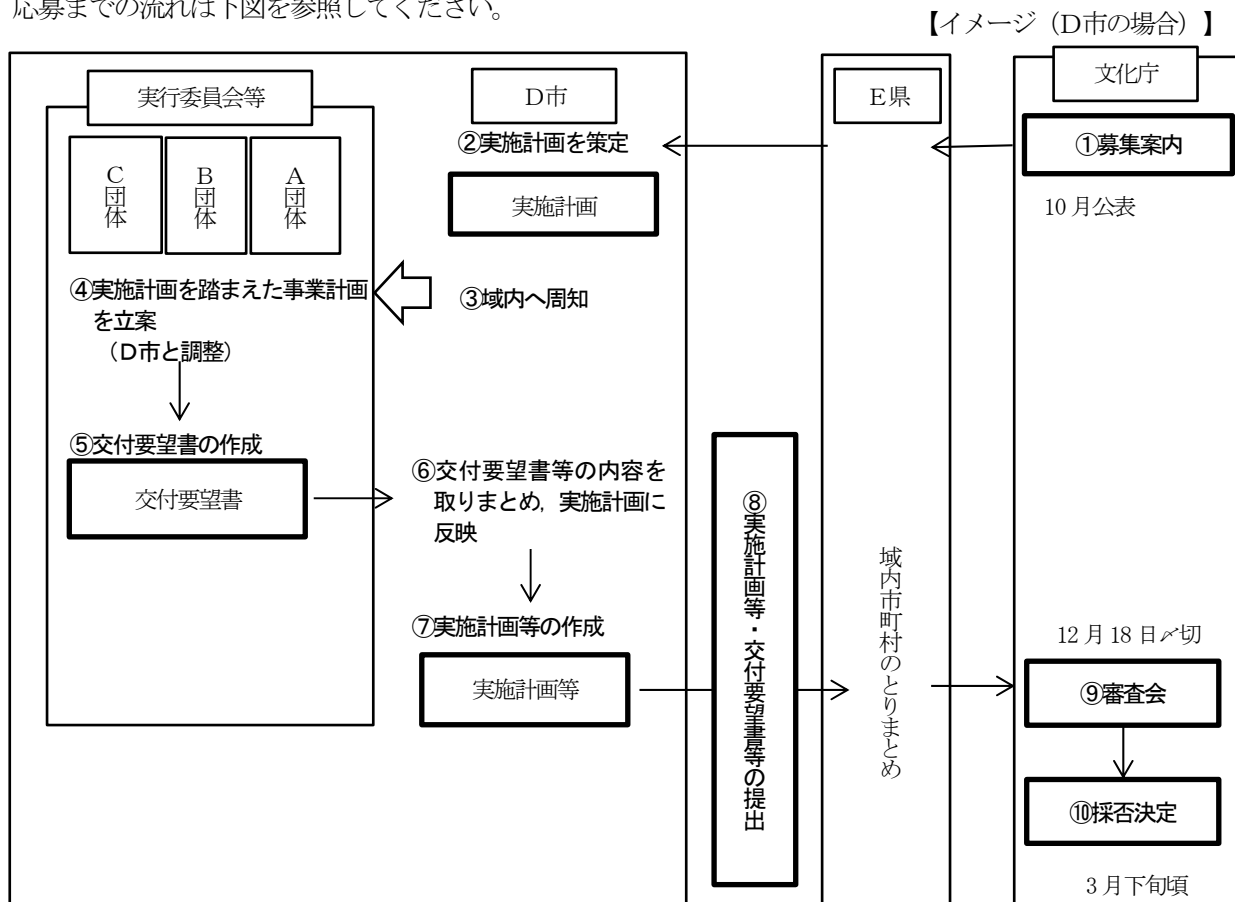 応募までの流れは下図を参照してください。
【イメージ（D市の場合）】
実行委員会等
D市
E県
文化庁
①募集案内
10月公表
②実施計画を策定
実施計画
C団体
B団体
A団体
③域内へ周知
④実施計画を踏まえた事業計画
を立案
（D市と調整）
⑤交付要望書の作成
交付要望書
⑥交付要望書等の内容を
取りまとめ，実施計画に
反映
⑦実施計画等の作成
実施計画等
⑧実施計画等・交付要望書等の提出
域内市町村のとりまとめ
12月18日〆切
⑨審査会
⑩採否決定
3月下旬頃